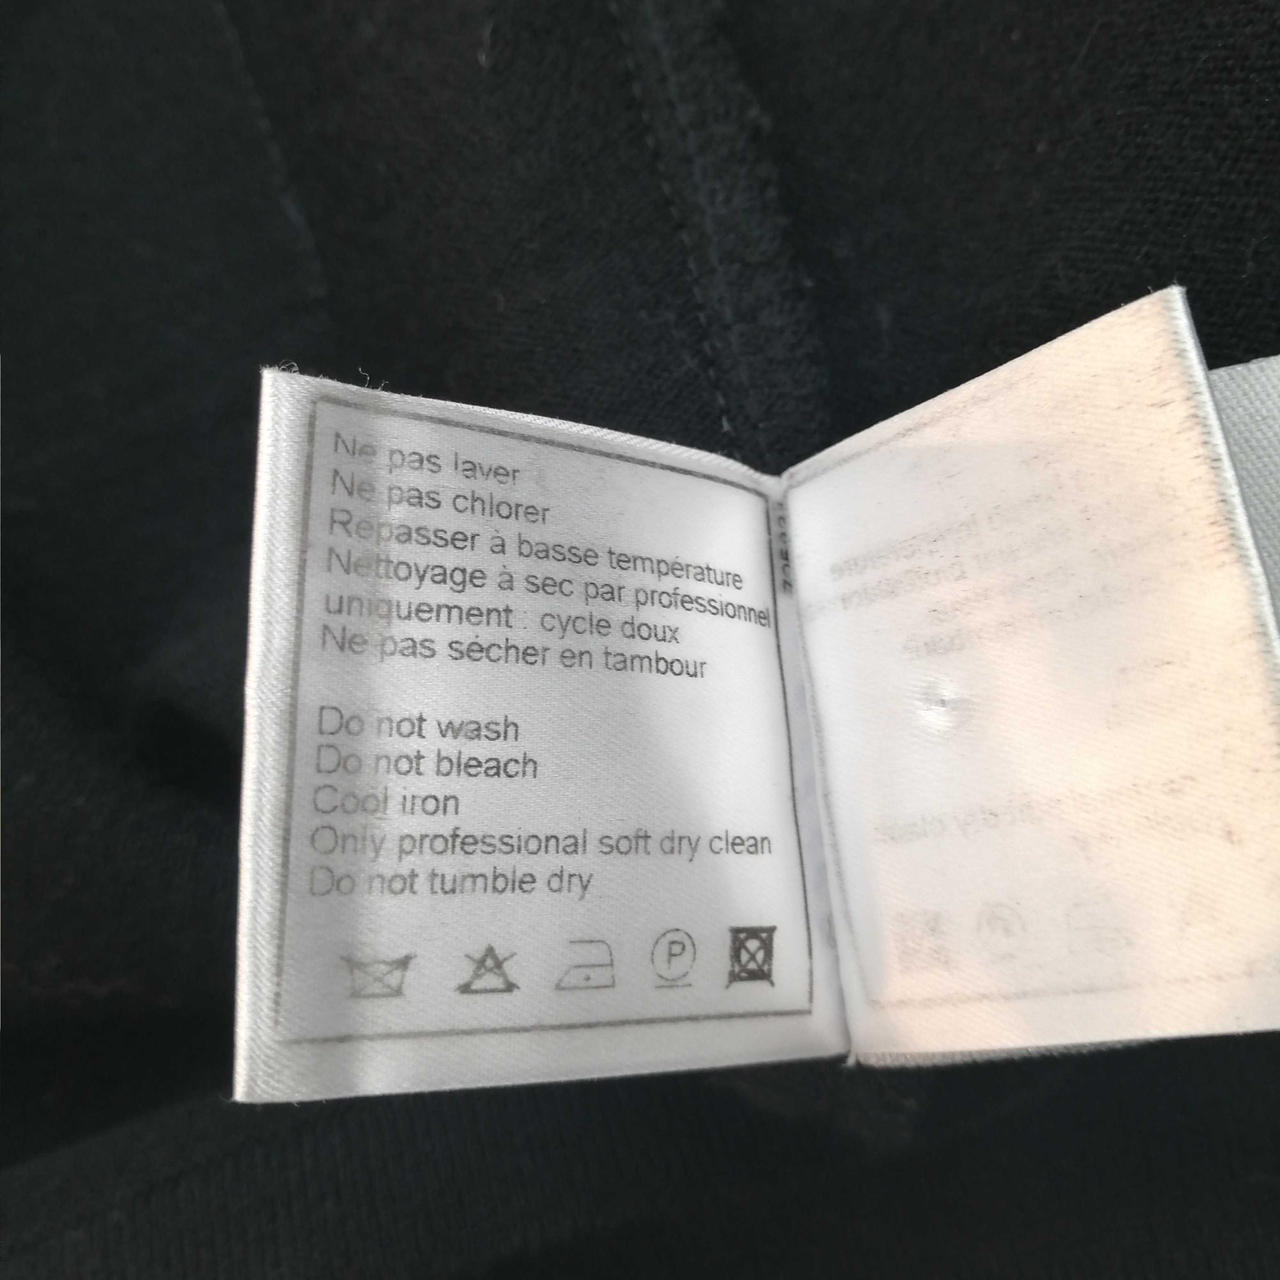 Ne pas laver
Ne pas chlorer
Repasser à basse température
Nettoyage à sec par professionnel
uniquement : cycle doux
Ne pas sécher en tambour
Do not wash
Do not bleach
Cool iron
Only professional soft dry clean
Do not tumble dry
P